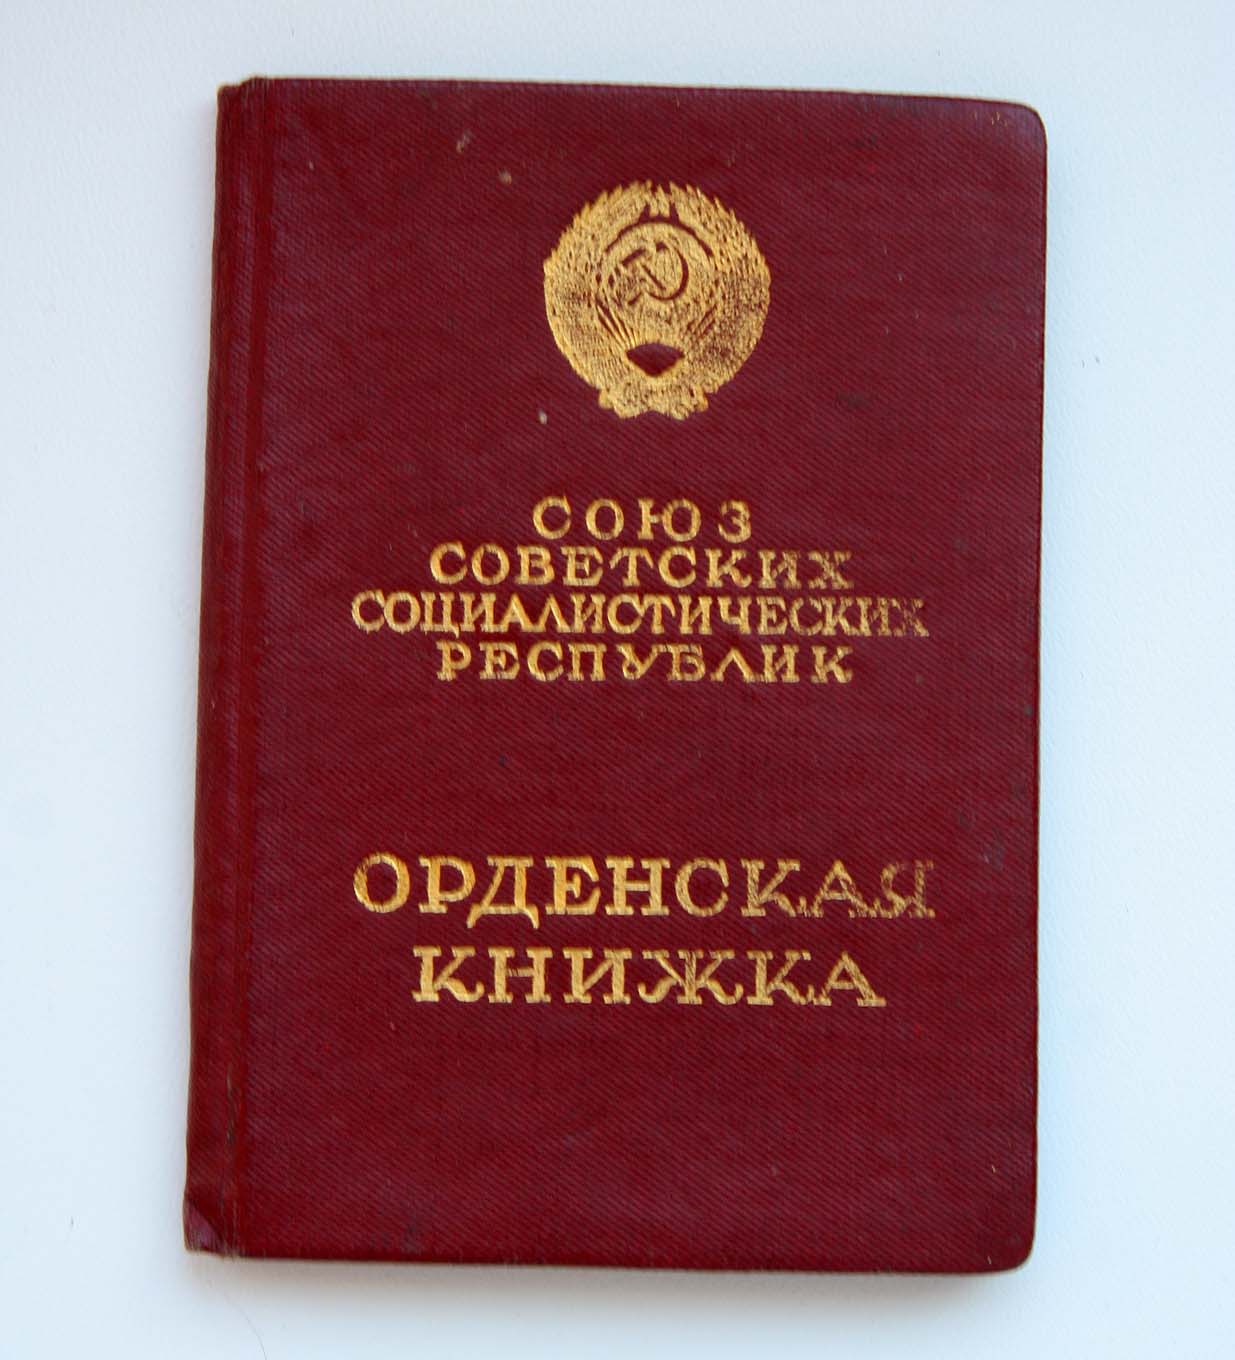 СОЮЗ
СОВЕТСКИХ
СОЦИАЛИСТИЧЕСКИХ
РЕСПУБЛИК
ОРДЕНСКАЯ
КНИЖКА